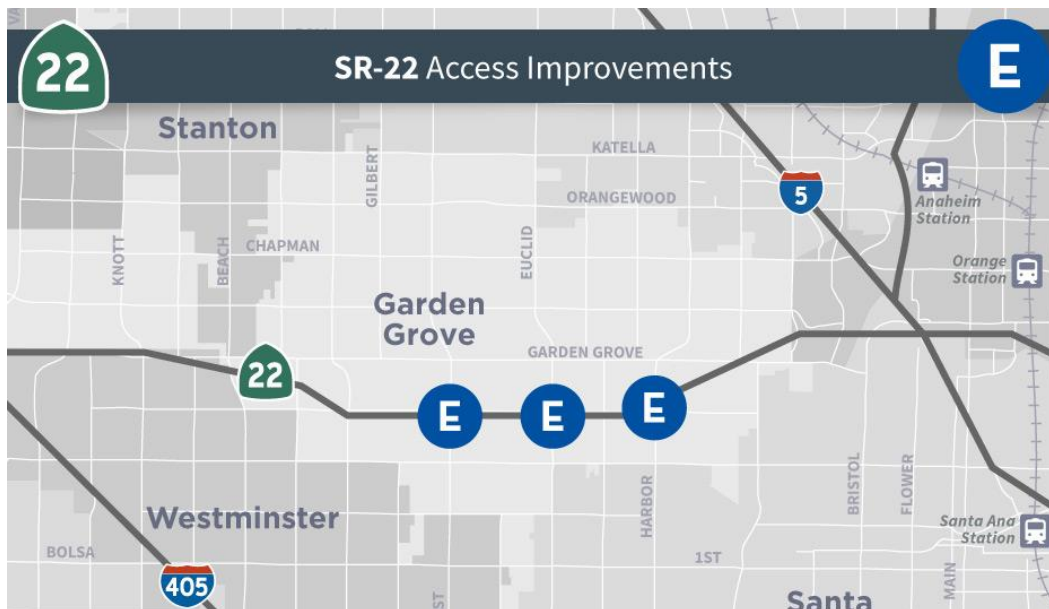 22
SR-22 Access Improvements
E
Stanton
KATELLA
GILBERT
5
Anaheim
Station
ORANGEWOOD
KNOTT
BEACH
CHAPMAN
EUCLID
Orange
Station
Garden
Grove
GARDEN GROVE
22
E
E
E
HARBOR
BRISTOL
FLOWER
Westminster
Santa Ana
Station
BOLSA
1ST
405
ST
MAIN
Santa